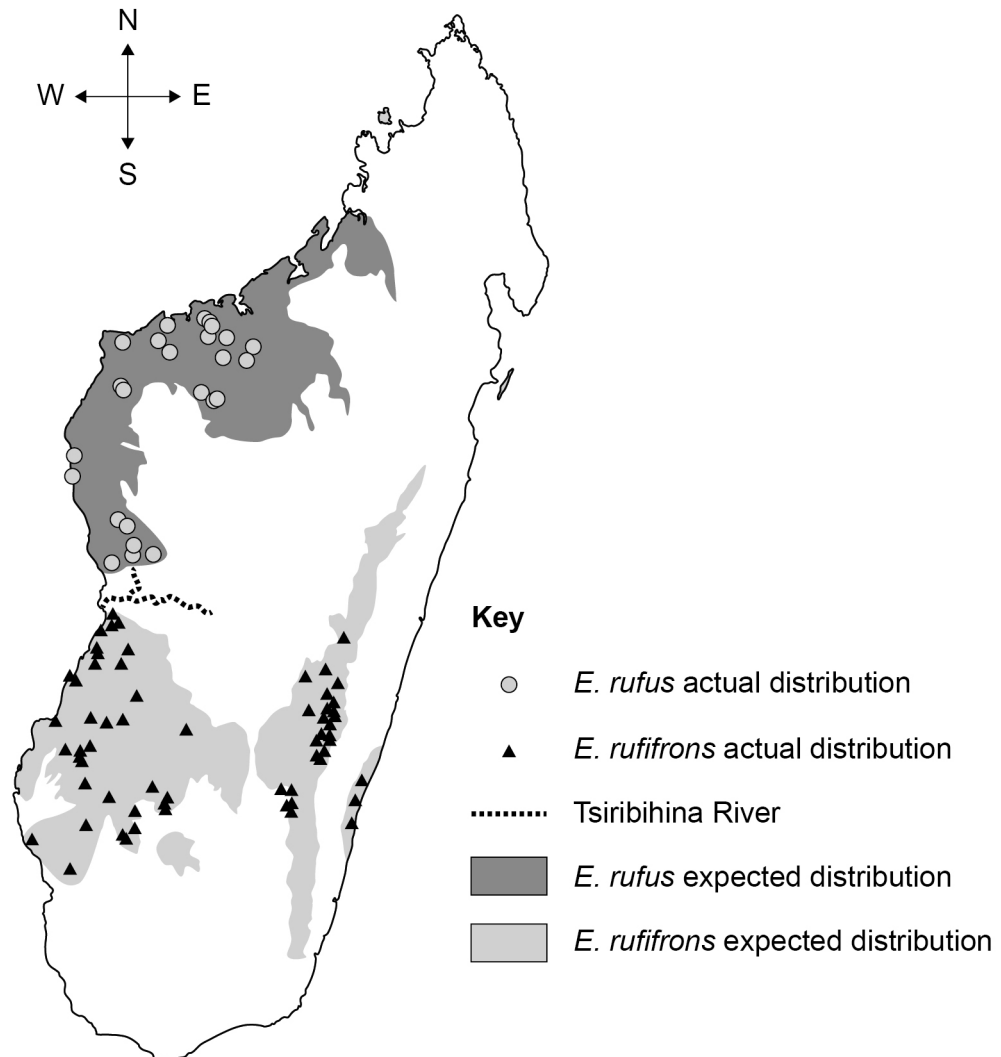 N
W E
S
Key
E. rufus actual distribution
E. rufifrons actual distribution
Tsiribihina River
E. rufus expected distribution
E. rufifrons expected distribution